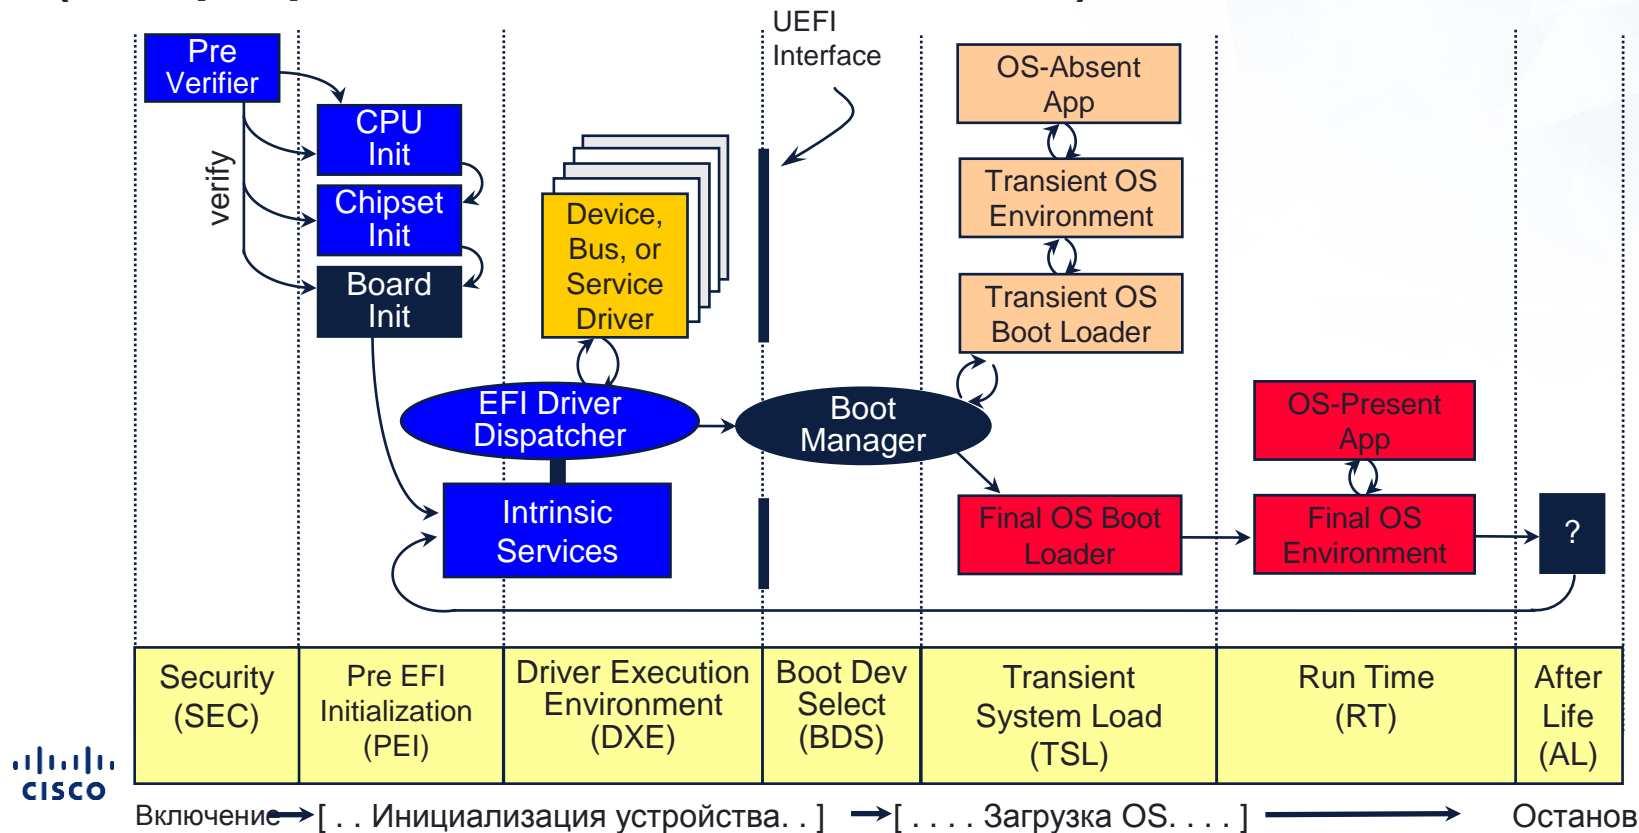 UEFI
Interface
Pre
Verifier
verify
CPU
Init
Chipset
Init
Board
Init
Device,
Bus, or
Service
Driver
EFI Driver
Dispatcher
Intrinsic
Services
Boot
Manager
OS-Absent
App
Transient OS
Environment
Transient OS
Boot Loader
Final OS Boot
Loader
OS-Present
App
Final OS
Environment
?
Security
(SEC)
Pre EFI
Initialization
(PEI)
Driver Execution
Environment
(DXE)
Boot Dev
Select
(BDS)
Transient
System Load
(TSL)
Run Time
(RT)
After
Life
(AL)
CISCO
Включение [ . . Инициализация устройства. . ] [ . . . . Загрузка OS. . . . ] Останов